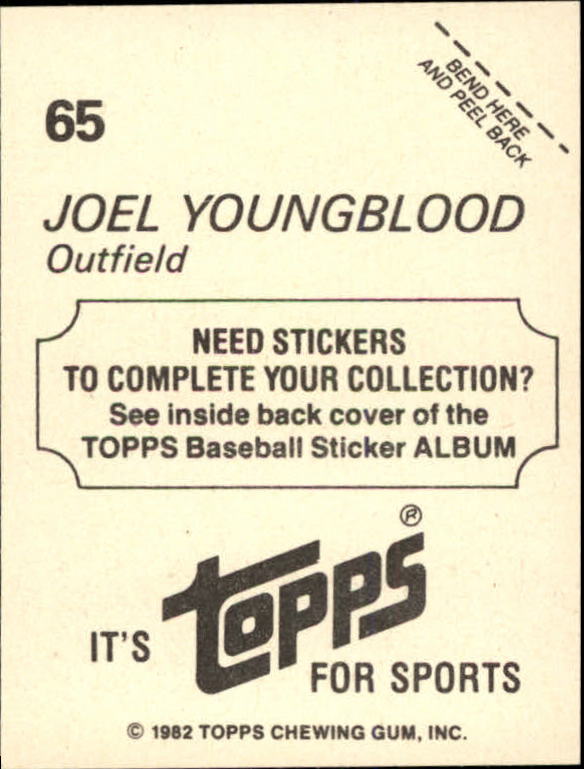 65
BEND HERE
AND PEEL BACK
JOEL YOUNGBLOOD
Outfield
NEED STICKERS
TO COMPLETE YOUR COLLECTION?
See inside back cover of the
TOPPS Baseball Sticker ALBUM
IT'S topps ®
FOR SPORTS
© 1982 TOPPS CHEWING GUM, INC.